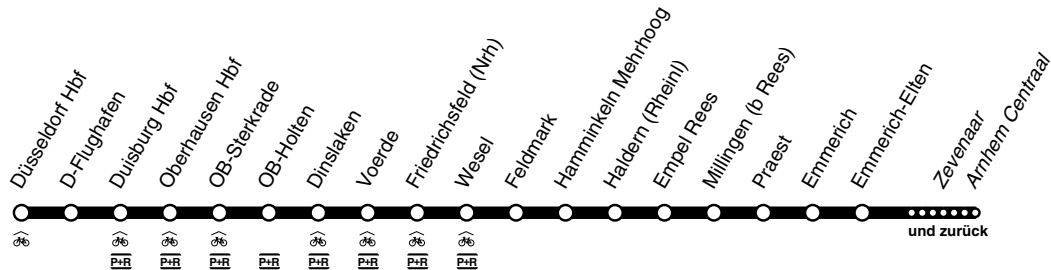 Düsseldorf Hbf
D-Flughafen
Duisburg Hbf
Oberhausen Hbf
OB-Sterkrade
OB-Holten
Dinslaken
Voerde
Friedrichsfeld (Nrh)
Wesel
Feldmark
Hamminkeln Mehrhoog
Haldern (Rheinl)
Empel Rees
Millingen (b Rees)
Praest
Emmerich
Emmerich-Elten
Zevenaar
Arnhem Centraal
und zurück
P+R P+R P+R P+R P+R P+R P+R P+R